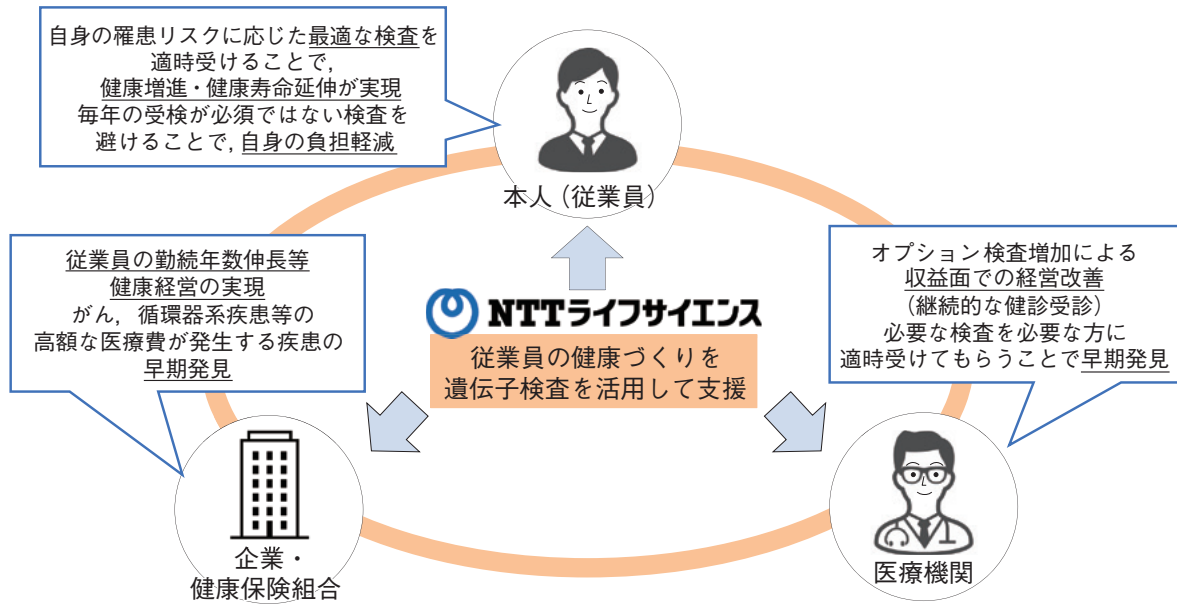 自身の罹患リスクに応じた最適な検査を
適時受けることで,
健康増進・健康寿命延伸が実現
毎年の受検が必須ではない検査を
避けることで, 自身の負担軽減
本人（従業員）
従業員の勤続年数伸長等
健康経営の実現
がん，循環器系疾患等の
高額な医療費が発生する疾患の
早期発見
オプション検査増加による
収益面での経営改善
（継続的な健診受診）
必要な検査を必要な方に
適時受けてもらうことで早期発見
NTTライフサイエンス
従業員の健康づくりを
遺伝子検査を活用して支援
企業・
健康保険組合
医療機関